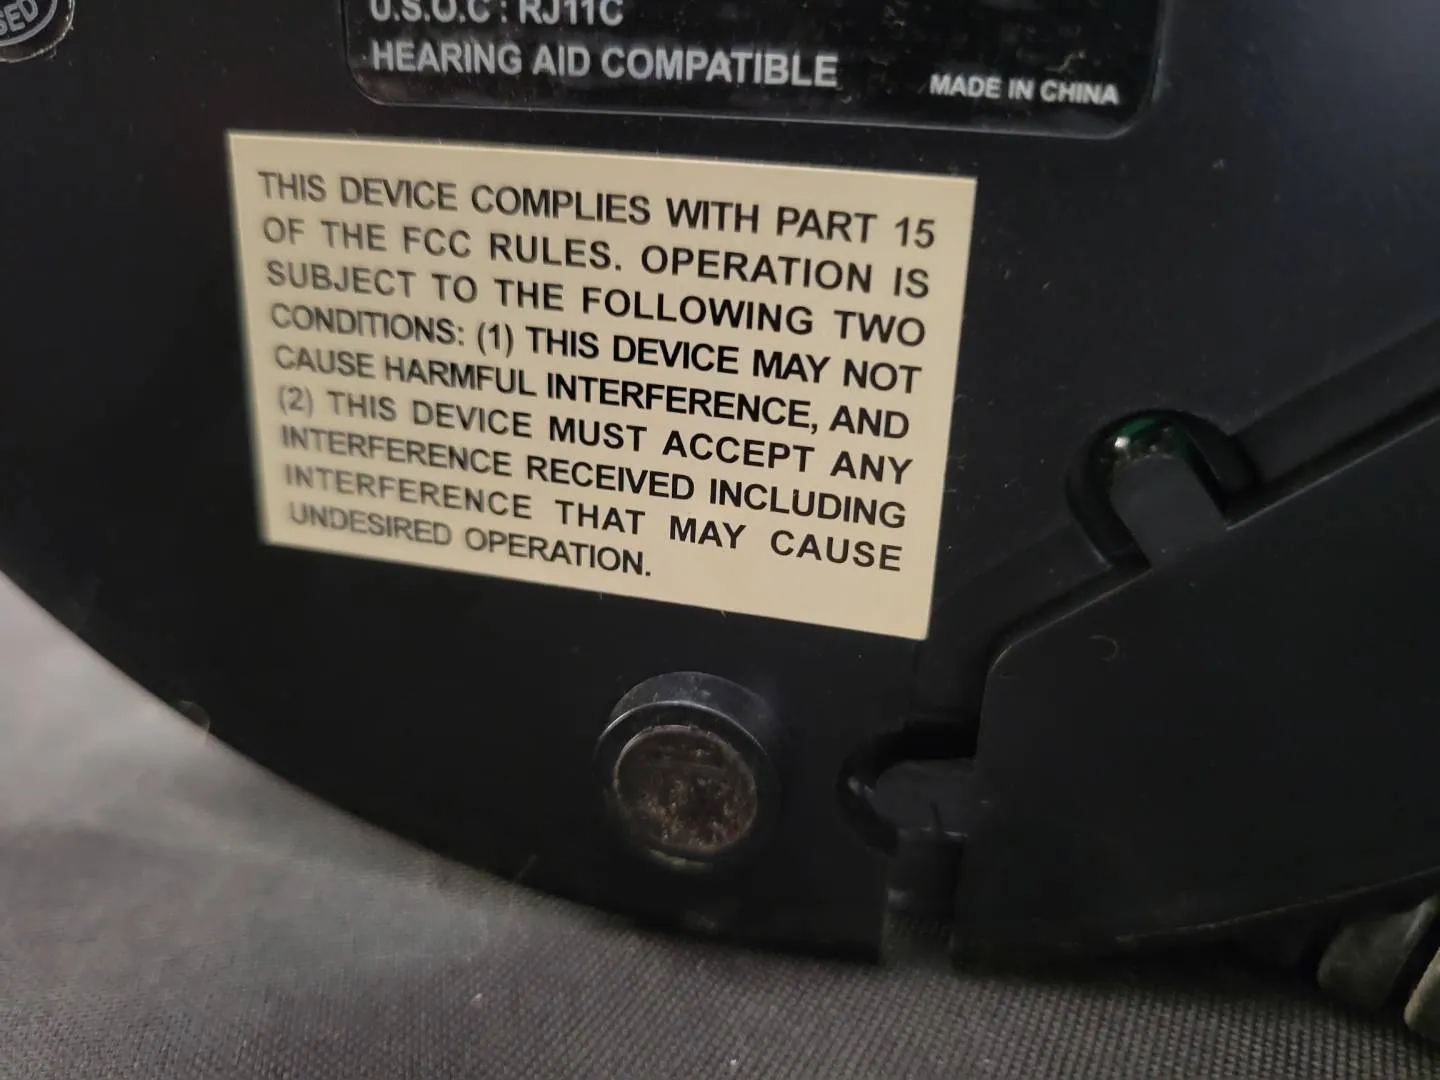 SED
U.S.O.C : RJ11C
HEARING AID COMPATIBLE
MADE IN CHINA
THIS DEVICE COMPLIES WITH PART 15
OF THE FCC RULES. OPERATION IS
SUBJECT TO THE FOLLOWING TWO
CONDITIONS: (1) THIS DEVICE MAY NOT
CAUSE HARMFUL INTERFERENCE, AND
(2) THIS DEVICE MUST ACCEPT ANY
INTERFERENCE RECEIVED INCLUDING
INTERFERENCE THAT MAY CAUSE
UNDESIRED OPERATION.